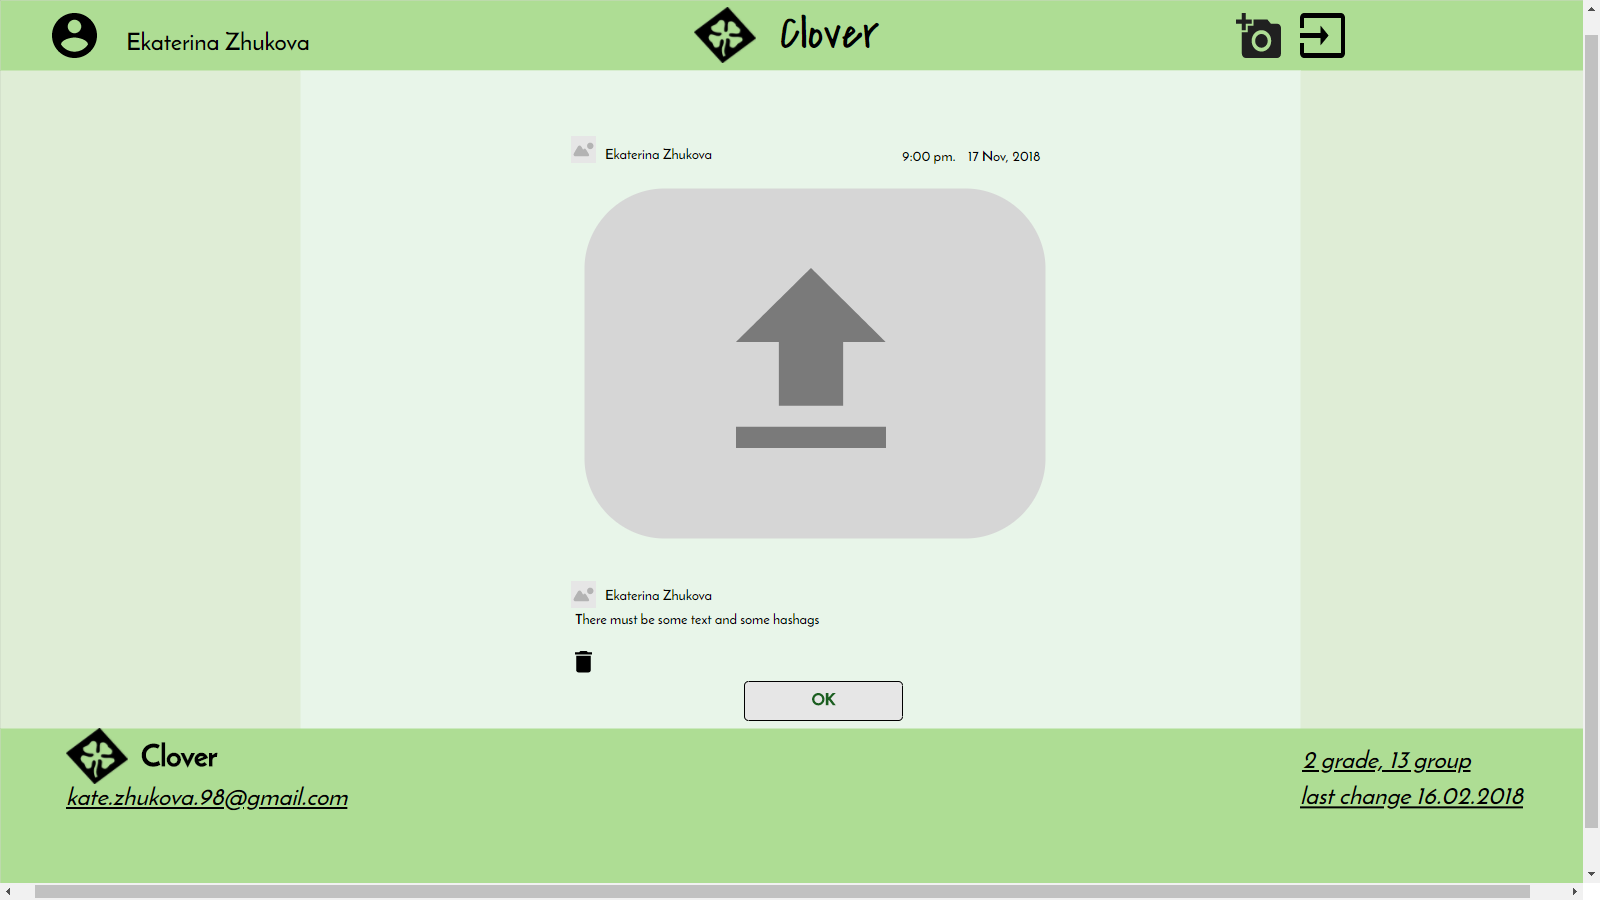 Ekaterina Zhukova
Clover
Ekaterina Zhukova
9:00 pm. 17 Nov, 2018
Ekaterina Zhukova
There must be some text and some hashags
OK
Clover
kate.zhukova.98@gmail.com
2 grade, 13 group
last change 16.02.2018